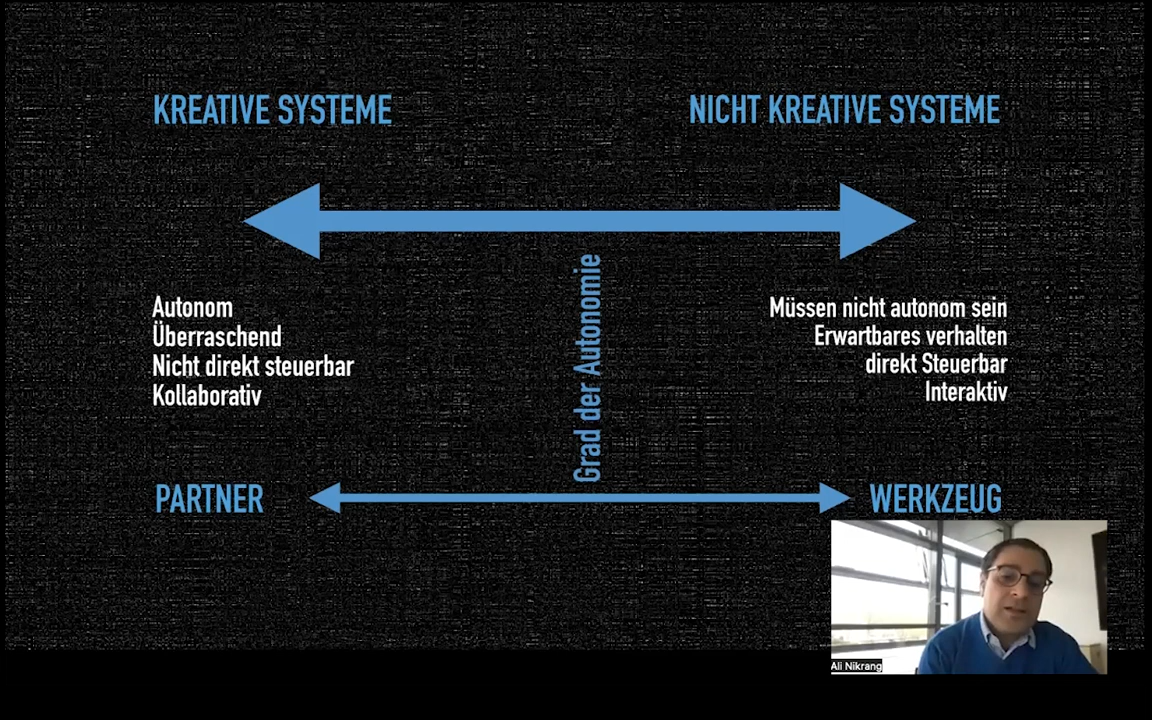 KREATIVE SYSTEME
NICHT KREATIVE SYSTEME
Autonom
Überraschend
Nicht direkt steuerbar
Kollaborativ
Grad der Autonomie
Müssen nicht autonom sein
Erwartbares verhalten
direkt Steuerbar
Interaktiv
PARTNER
WERKZEUG
Ali Nikrang